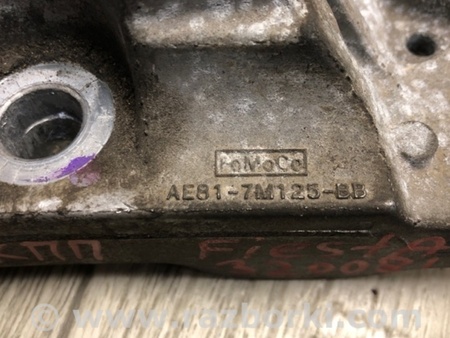 FoMoCo
AE81-7M125-BB
КПП Fiesta
www.razborki.com